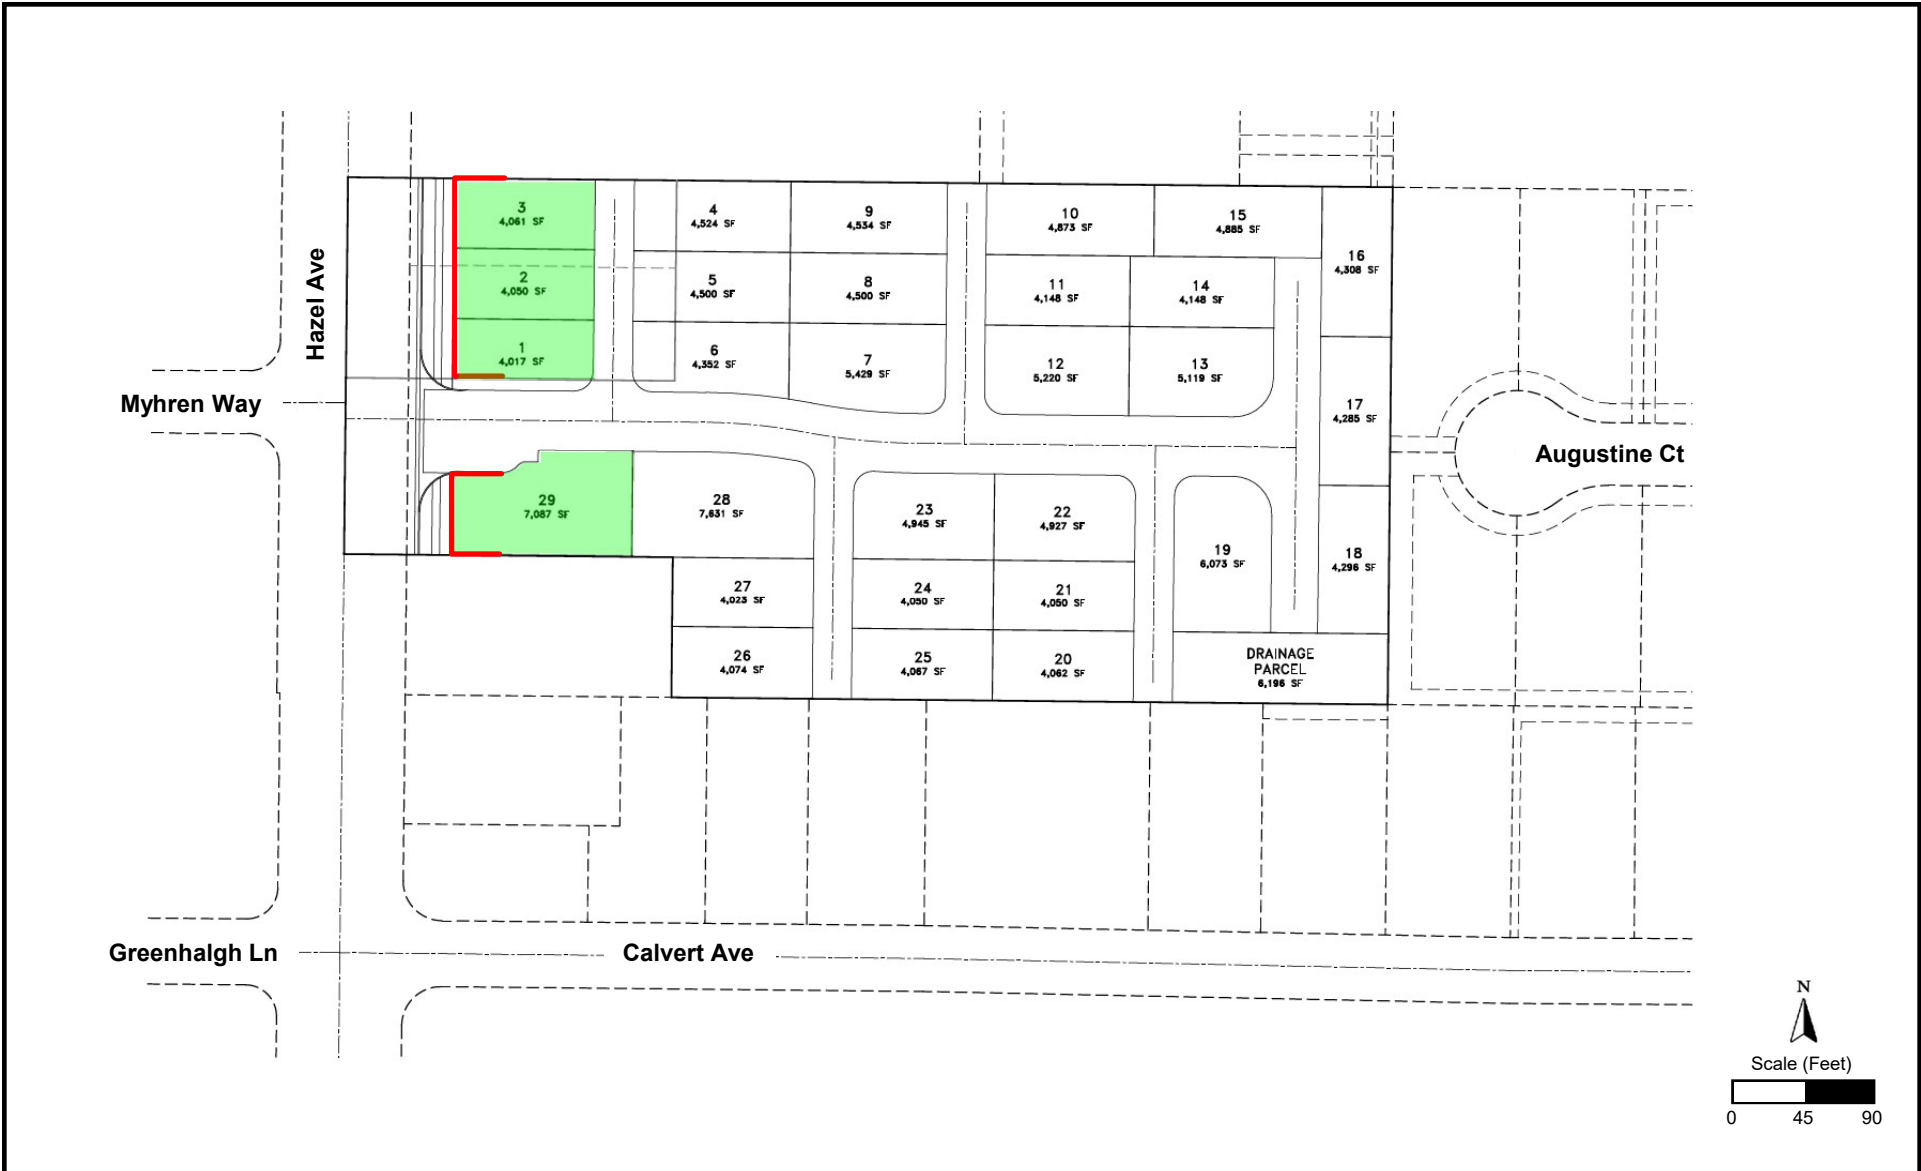 3
4,061 SF
4
4,524 SF
9
4,534 SF
10
4,873 SF
15
4,885 SF
16
4,308 SF
2
4,050 SF
5
4,500 SF
8
4,500 SF
11
4,148 SF
14
4,148 SF
1
4,017 SF
6
4,352 SF
7
5,429 SF
12
5,220 SF
13
5,119 SF
17
4,285 SF
Hazel Ave
Myhren Way
Augustine Ct
29
7,087 SF
28
7,631 SF
23
4,945 SF
22
4,927 SF
19
6,073 SF
18
4,296 SF
27
4,023 SF
24
4,050 SF
21
4,050 SF
26
4,074 SF
25
4,067 SF
20
4,062 SF
DRAINAGE
PARCEL
6,196 SF
Greenhalgh Ln
Calvert Ave
N
Scale (Feet)
0 45 90